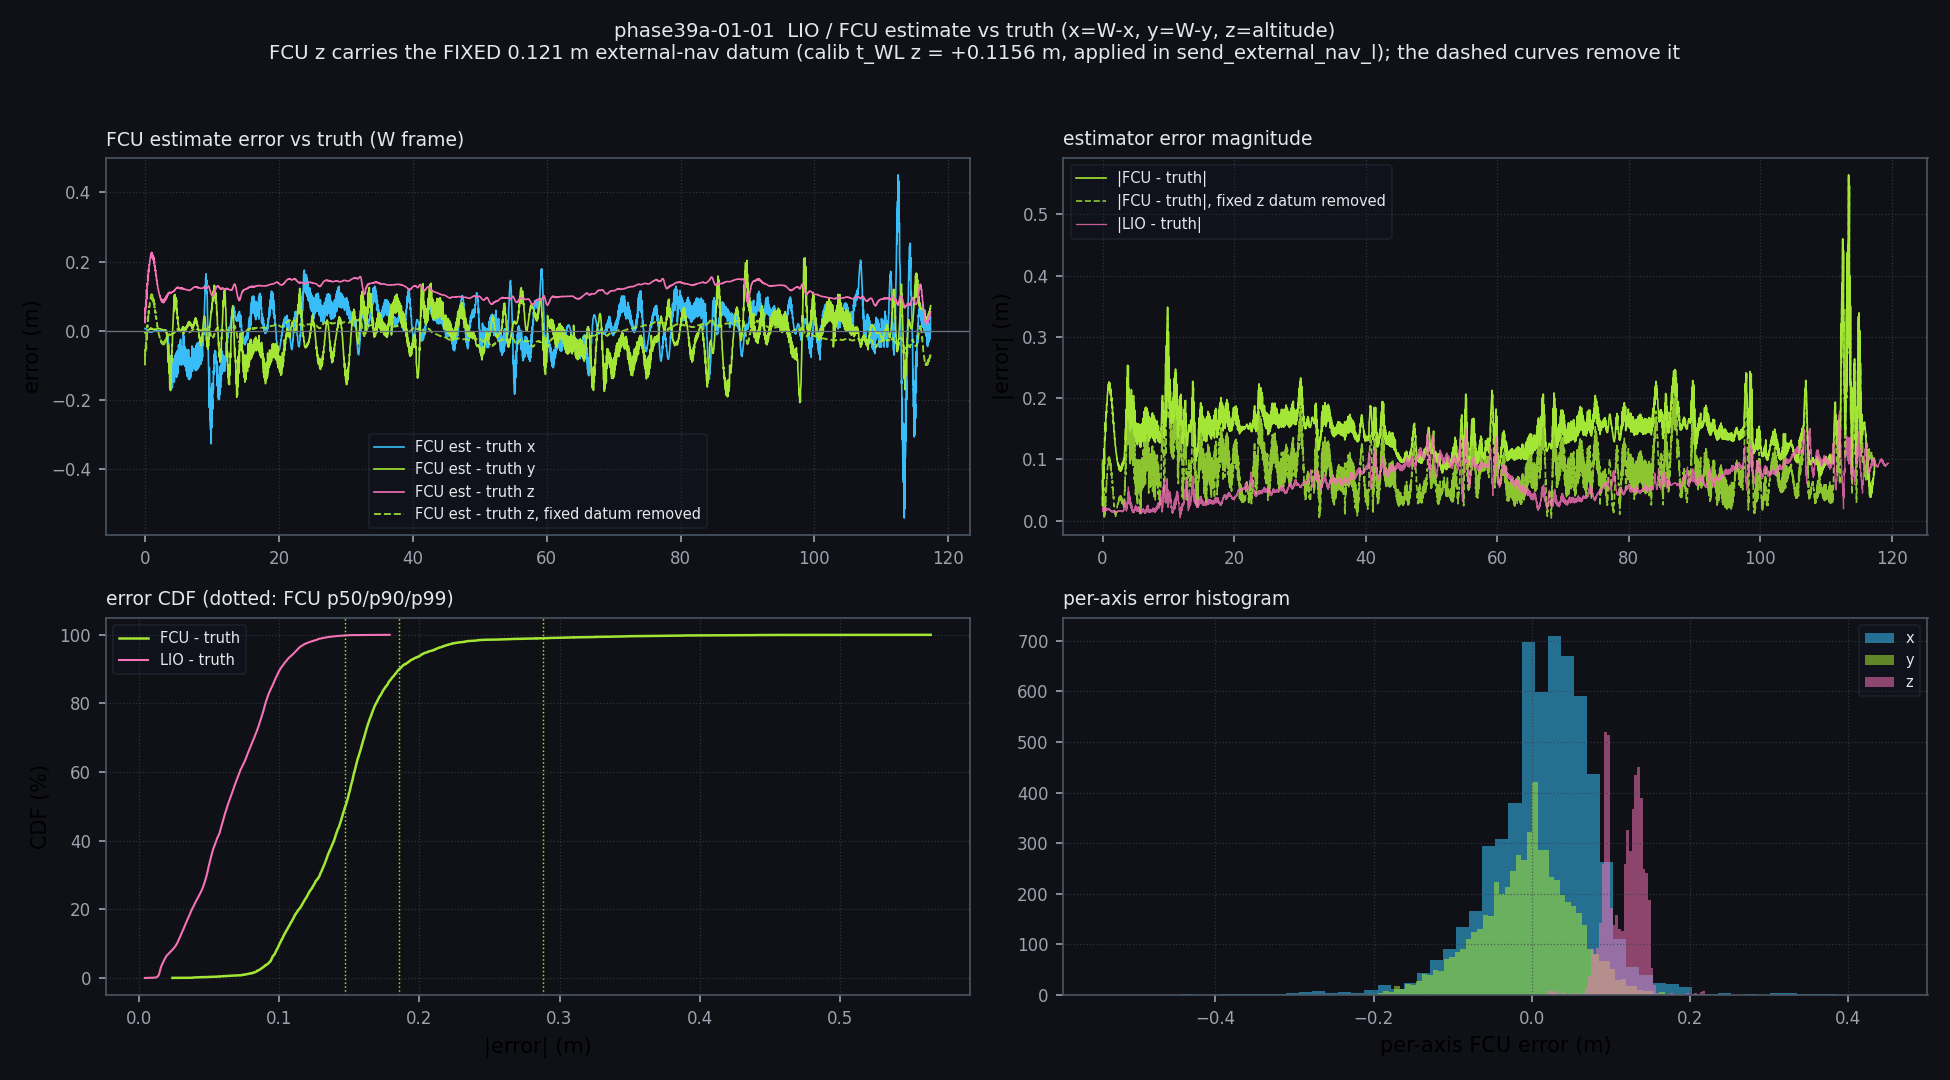 phase39a-01-01  LIO / FCU estimate vs truth (x=W-x, y=W-y, z=altitude)
FCU z carries the FIXED 0.121 m external-nav datum (calib t_WL z = +0.1156 m, applied in send_external_nav_l); the dashed curves remove it
FCU estimate error vs truth (W frame)
error (m)
0.4
0.2
0.0
−0.2
−0.4
FCU est - truth x
FCU est - truth y
FCU est - truth z
FCU est - truth z, fixed datum removed
0 20 40 60 80 100 120
estimator error magnitude
|error| (m)
|FCU - truth|
|FCU - truth|, fixed z datum removed
|LIO - truth|
0.5
0.4
0.3
0.2
0.1
0.0
0 20 40 60 80 100 120
error CDF (dotted: FCU p50/p90/p99)
CDF (%)
FCU - truth
LIO - truth
100
80
60
40
20
0
0.0 0.1 0.2 0.3 0.4 0.5
|error| (m)
per-axis error histogram
x
y
z
700
600
500
400
300
200
100
0
−0.4 −0.2 0.0 0.2 0.4
per-axis FCU error (m)